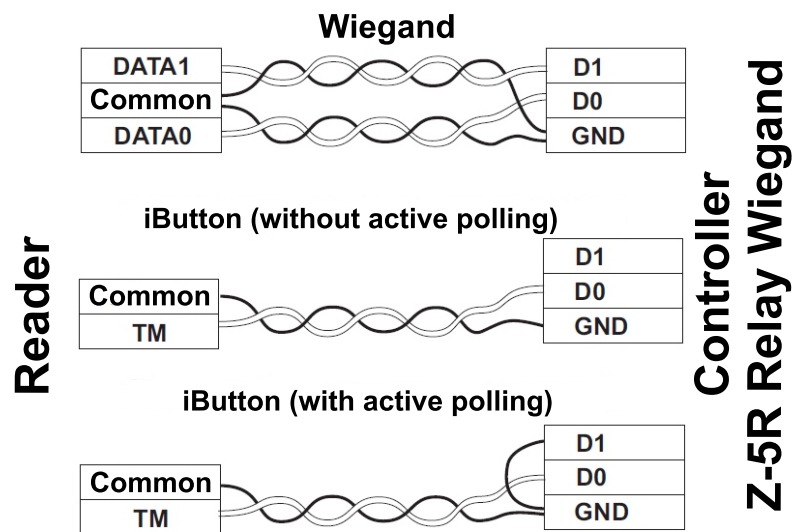 Wiegand
DATA1
Common
DATA0
D1
D0
GND
iButton (without active polling)
Common
TM
D1
D0
GND
iButton (with active polling)
Common
TM
D1
D0
GND
Reader
Controller
Z-5R Relay Wiegand